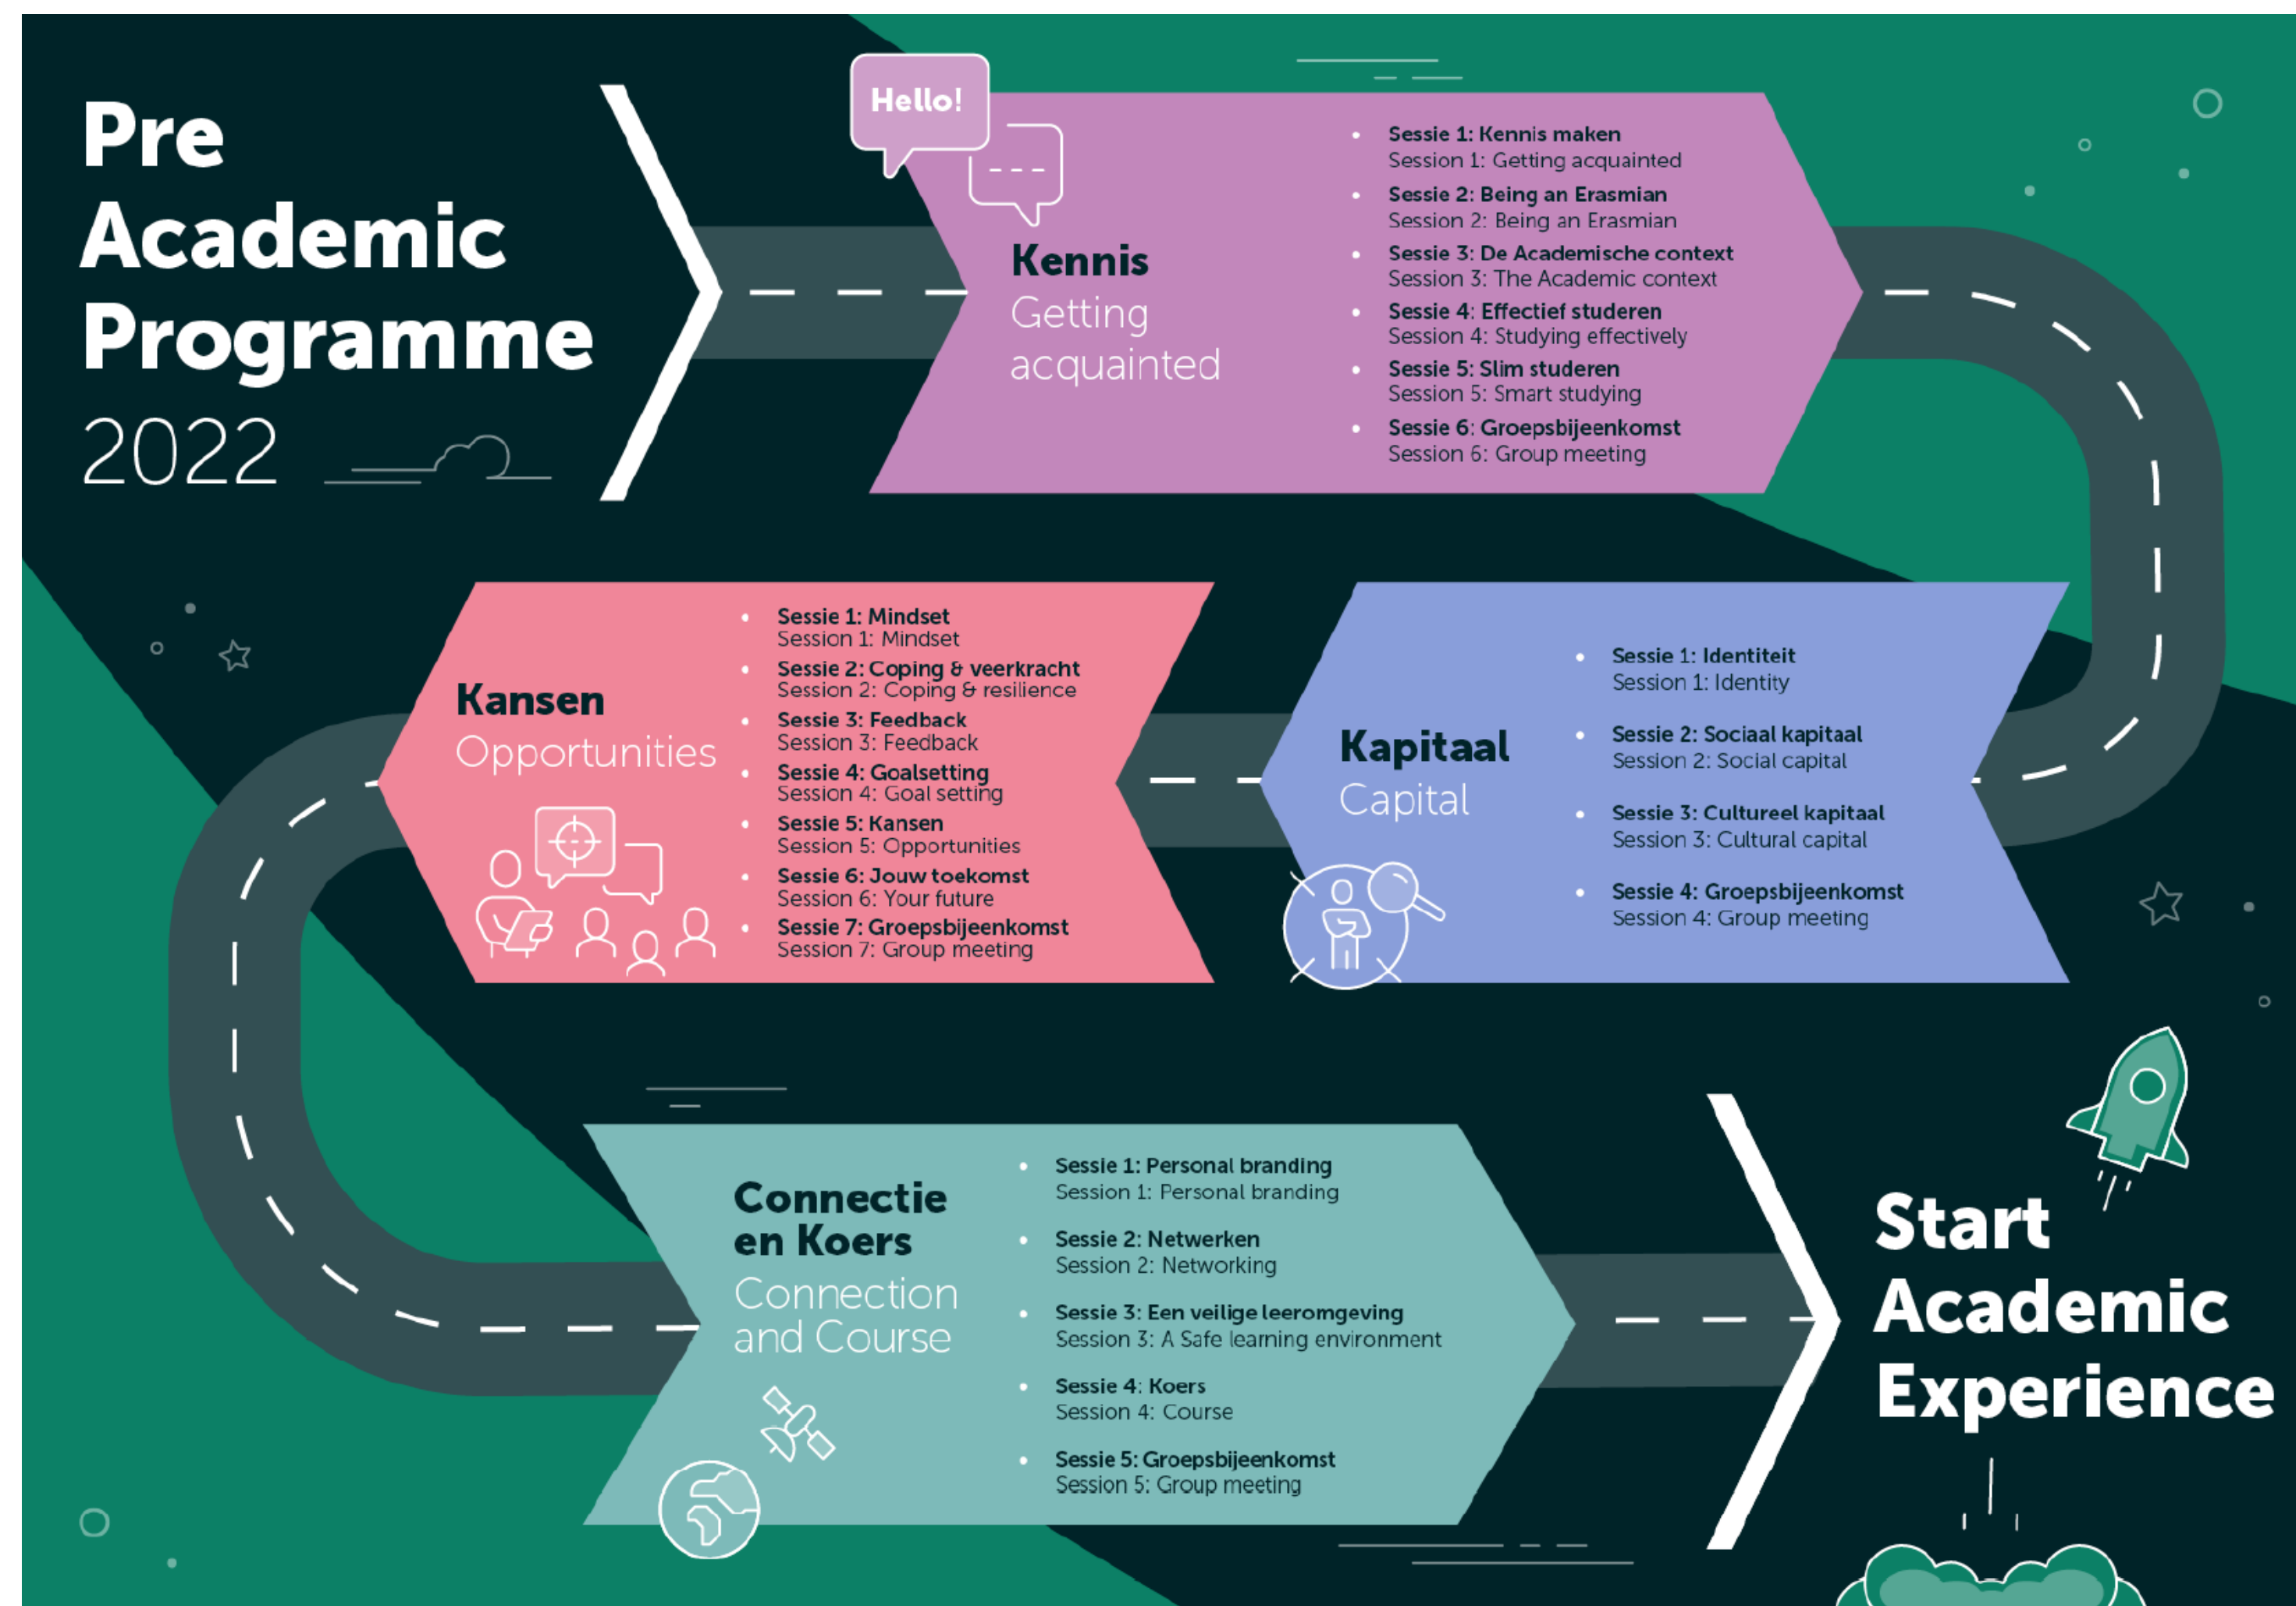 Pre
Academic
Programme
2022
Hello!
Kennis
Getting
acquainted
Sessie 1: Kennis maken
Session 1: Getting acquainted
Sessie 2: Being an Erasmian
Session 2: Being an Erasmian
Sessie 3: De Academische context
Session 3: The Academic context
Sessie 4: Effectief studeren
Session 4: Studying effectively
Sessie 5: Slim studeren
Session 5: Smart studying
Sessie 6: Groepsbijeenkomst
Session 6: Group meeting
Kapitaal
Capital
Sessie 1: Identiteit
Session 1: Identity
Sessie 2: Sociaal kapitaal
Session 2: Social capital
Sessie 3: Cultureel kapitaal
Session 3: Cultural capital
Sessie 4: Groepsbijeenkomst
Session 4: Group meeting
Kansen
Opportunities
Sessie 1: Mindset
Session 1: Mindset
Sessie 2: Coping & veerkracht
Session 2: Coping & resilience
Sessie 3: Feedback
Session 3: Feedback
Sessie 4: Goalsetting
Session 4: Goal setting
Sessie 5: Kansen
Session 5: Opportunities
Sessie 6: Jouw toekomst
Session 6: Your future
Sessie 7: Groepsbijeenkomst
Session 7: Group meeting
Connectie
en Koers
Connection
and Course
Sessie 1: Personal branding
Session 1: Personal branding
Sessie 2: Netwerken
Session 2: Networking
Sessie 3: Een veilige leeromgeving
Session 3: A Safe learning environment
Sessie 4: Koers
Session 4: Course
Sessie 5: Groepsbijeenkomst
Session 5: Group meeting
Start
Academic
Experience